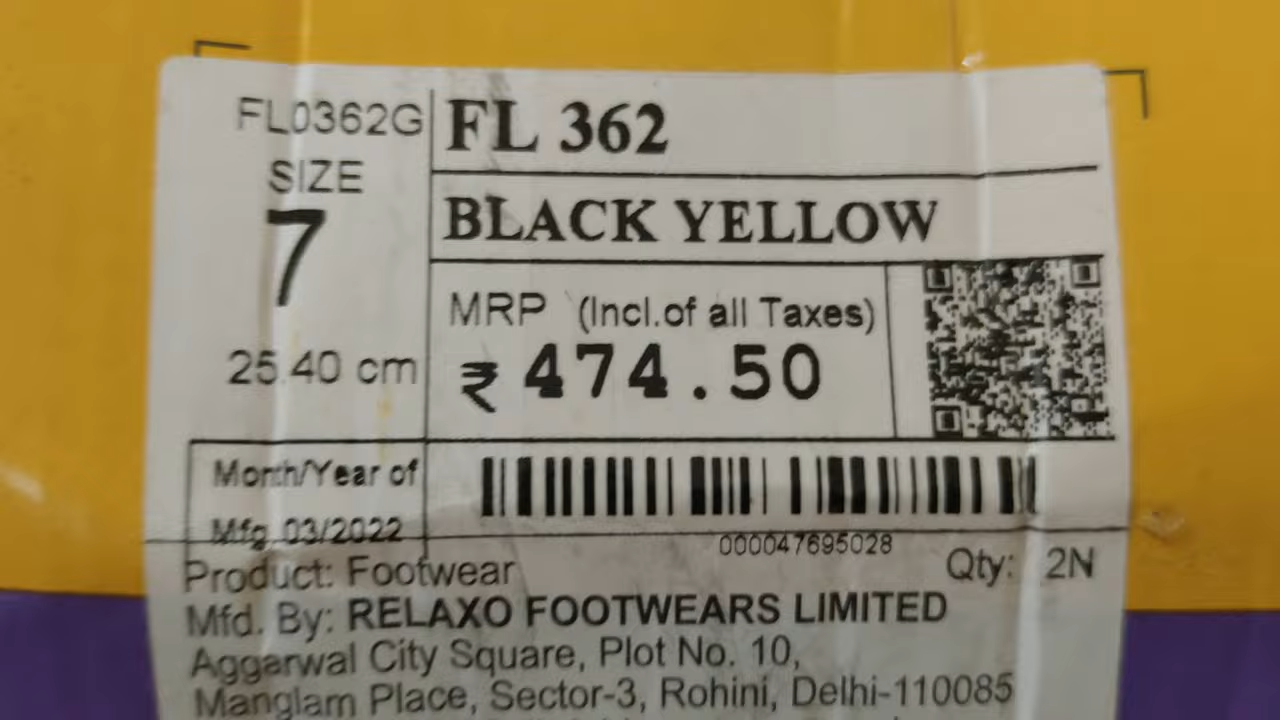 FL0362G
SIZE
7
25.40 cm
FL 362
BLACK YELLOW
MRP (Incl.of all Taxes)
₹ 474.50
Month/Year of
Mfg 03/2022
000047695028
Product: Footwear
Qty: 2N
Mfd. By: RELAXO FOOTWEARS LIMITED
Aggarwal City Square, Plot No. 10,
Manglam Place, Sector-3, Rohini, Delhi-110085